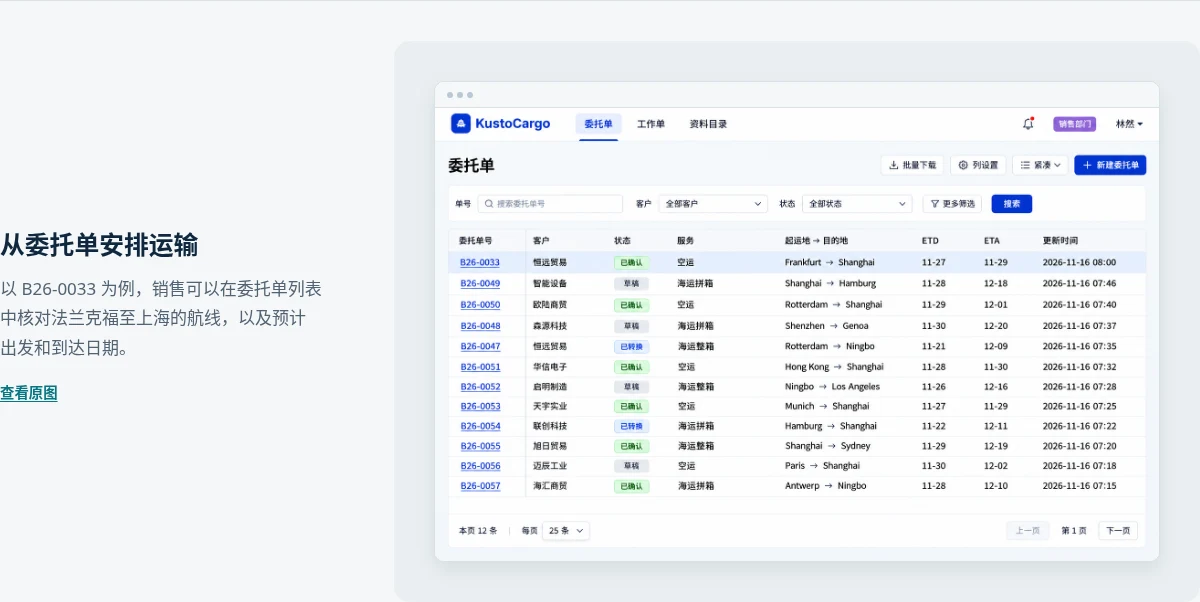 从委托单安排运输
以 B26-0033 为例，销售可以在委托单列表
中核对法兰克福至上海的航线，以及预计
出发和到达日期。
查看原图
KustoCargo 委托单 工作单 资料目录 销售部门 林然
委托单 批量下载 列设置 紧凑 新建委托单
单号 搜索委托单号 客户 全部客户 状态 全部状态 更多筛选 搜索
委托单号 客户 状态 服务 起运地 → 目的地 ETD ETA 更新时间
B26-0033 恒远贸易 已确认 空运 Frankfurt → Shanghai 11-27 11-29 2026-11-16 08:00
B26-0049 智能设备 草稿 海运拼箱 Shanghai → Hamburg 11-28 12-18 2026-11-16 07:46
B26-0050 欧陆商贸 已确认 空运 Rotterdam → Shanghai 11-29 12-01 2026-11-16 07:40
B26-0048 森源科技 草稿 海运拼箱 Shenzhen → Genoa 11-30 12-20 2026-11-16 07:37
B26-0047 恒远贸易 已转换 海运整箱 Rotterdam → Ningbo 11-21 12-09 2026-11-16 07:35
B26-0051 华信电子 已确认 空运 Hong Kong → Shanghai 11-28 11-30 2026-11-16 07:32
B26-0052 启明制造 草稿 海运整箱 Ningbo → Los Angeles 11-26 12-16 2026-11-16 07:28
B26-0053 天宇实业 已确认 空运 Munich → Shanghai 11-27 11-29 2026-11-16 07:25
B26-0054 联创科技 已转换 海运拼箱 Hamburg → Shanghai 11-22 12-11 2026-11-16 07:22
B26-0055 旭日贸易 已确认 海运整箱 Shanghai → Sydney 11-29 12-19 2026-11-16 07:20
B26-0056 迈辰工业 草稿 空运 Paris → Shanghai 11-30 12-02 2026-11-16 07:18
B26-0057 海汇商贸 已确认 海运拼箱 Antwerp → Ningbo 11-28 12-10 2026-11-16 07:15
本页 12 条 每页 25 条 上一页 第 1 页 下一页